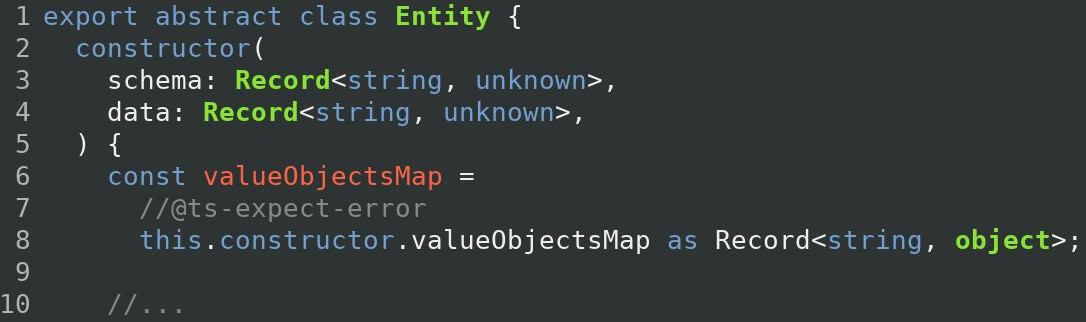 1 export abstract class Entity {
2   constructor(
3     schema: Record<string, unknown>,
4     data: Record<string, unknown>,
5   ) {
6     const valueObjectsMap =
7       //@ts-expect-error
8       this.constructor.valueObjectsMap as Record<string, object>;
9
10     //...